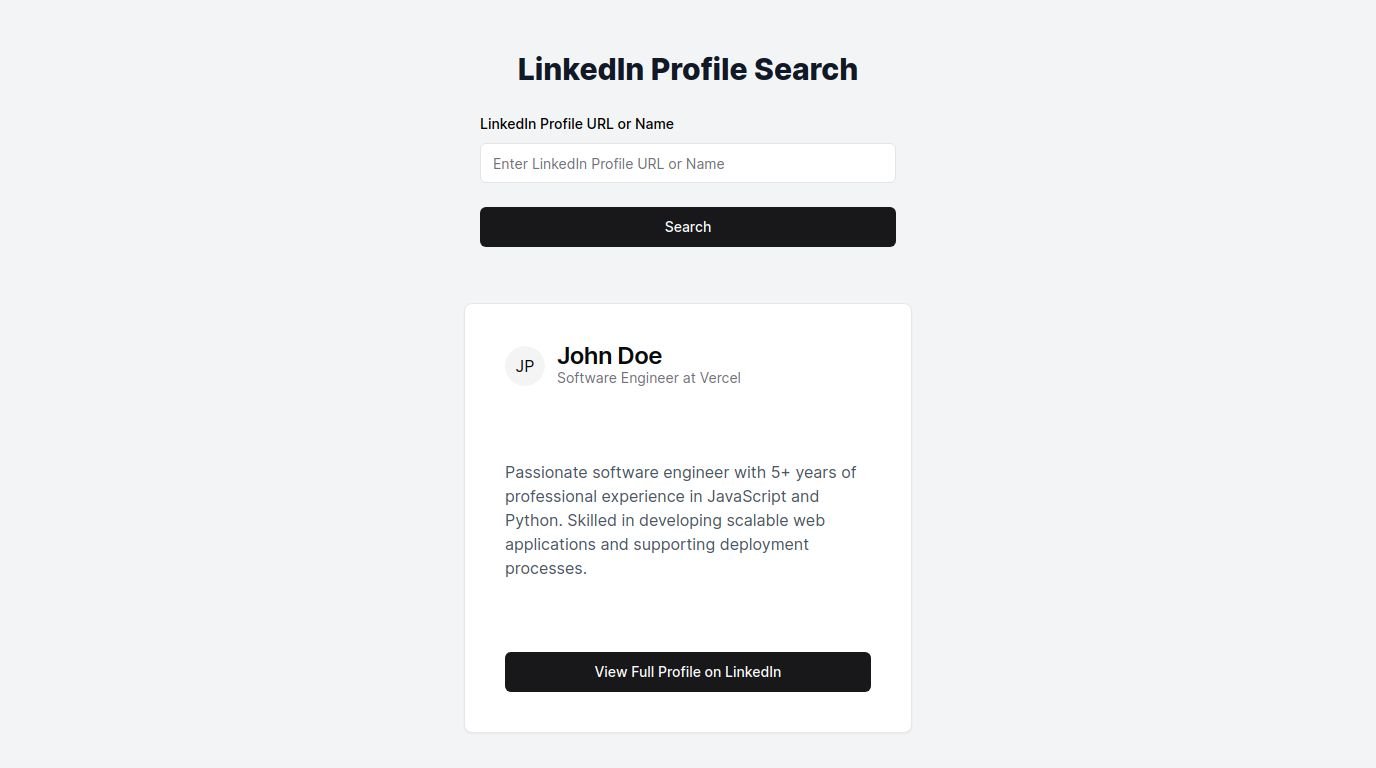 LinkedIn Profile Search
LinkedIn Profile URL or Name
Enter LinkedIn Profile URL or Name
Search
JP
John Doe
Software Engineer at Vercel
Passionate software engineer with 5+ years of
professional experience in JavaScript and
Python. Skilled in developing scalable web
applications and supporting deployment
processes.
View Full Profile on LinkedIn